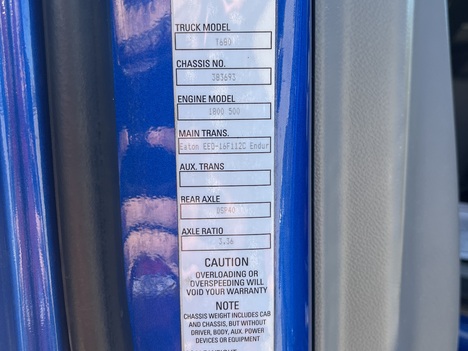 TRUCK MODEL
T680
CHASSIS NO.
383693
ENGINE MODEL
1800 500
MAIN TRANS.
Eaton EEO-16F112C Endur
AUX. TRANS
REAR AXLE
DSP40
AXLE RATIO
3.36
CAUTION
OVERLOADING OR
OVERSPEEDING WILL
VOID YOUR WARRANTY
NOTE
CHASSIS WEIGHT INCLUDES CAB
AND CHASSIS, BUT WITHOUT
DRIVER, BODY, AUX. POWER
DEVICES OR EQUIPMENT